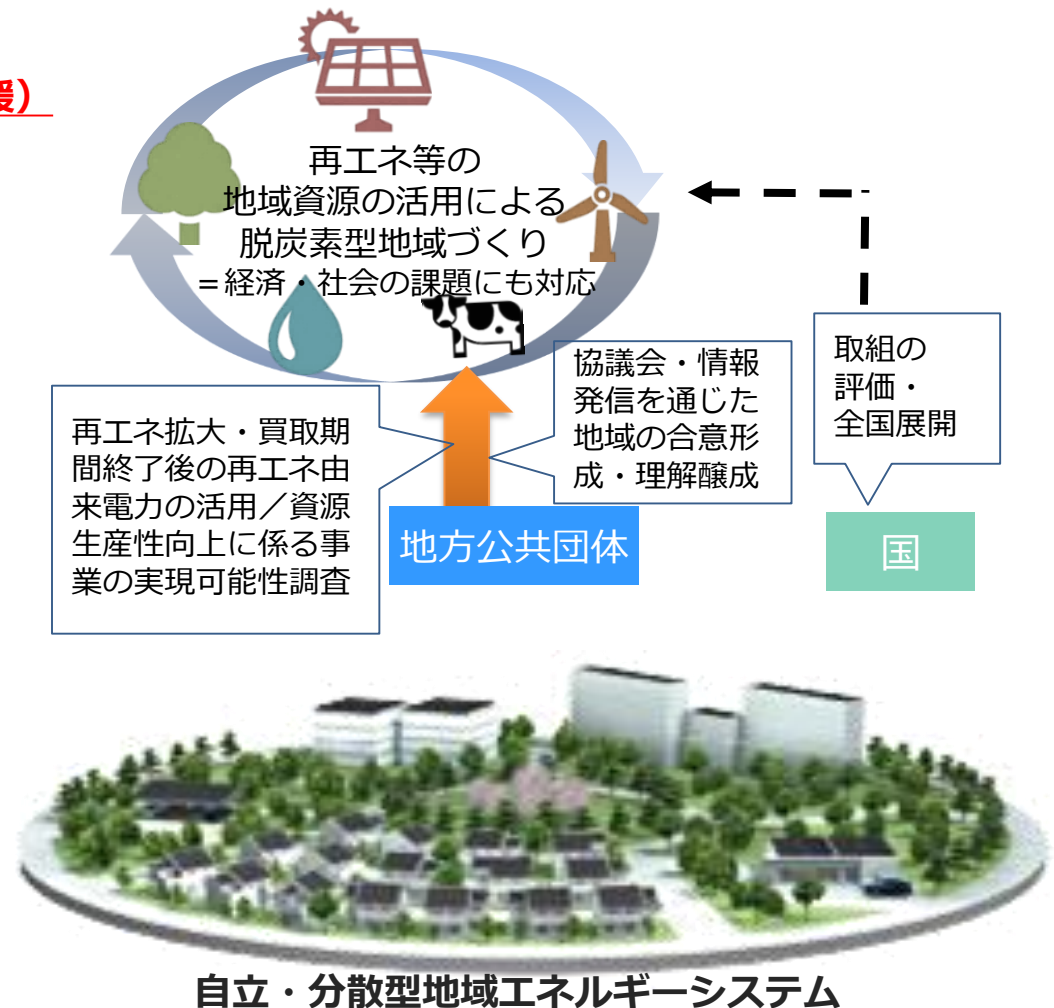 援）
再エネ等の
地域資源の活用による
脱炭素型地域づくり
＝経済・社会の課題にも対応
取組の
評価・
全国展開
協議会・情報
発信を通じた
地域の合意形
成・理解醸成
再エネ拡大・買取期
間終了後の再エネ由
来電力の活用／資源
生産性向上に係る事
業の実現可能性調査
地方公共団体
国
自立・分散型地域エネルギーシステム